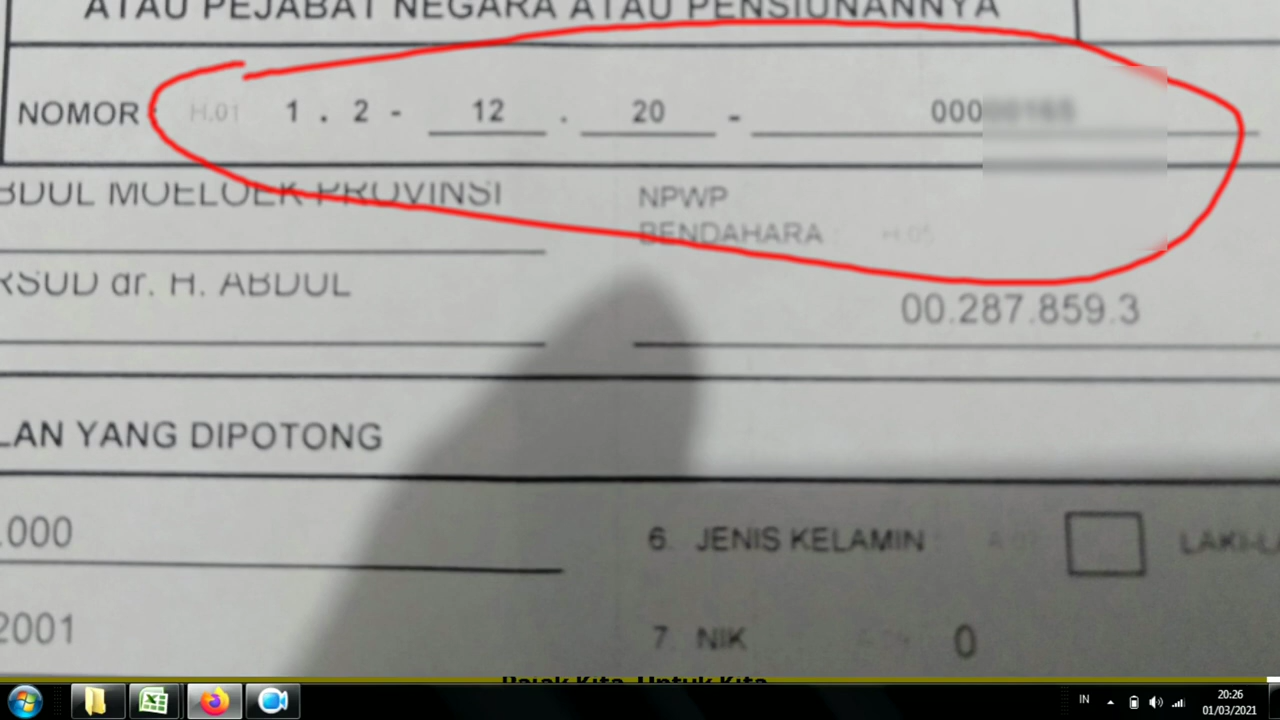 ATAU PEJABAT NEGARA ATAU PENSIUNANNYA
NOMOR : H.01 1 . 2 - 12 . 20 - 000
BDUL MOELOEK PROVINSI
NPWP
BENDAHARA H.05
RSUD dr. H. ABDUL
00.287.859.3
LAN YANG DIPOTONG
.000
6. JENIS KELAMIN LAKI-LA
2001
7. NIK 0
Pajak Kita, Untuk Kita
IN
20:26
01/03/2021